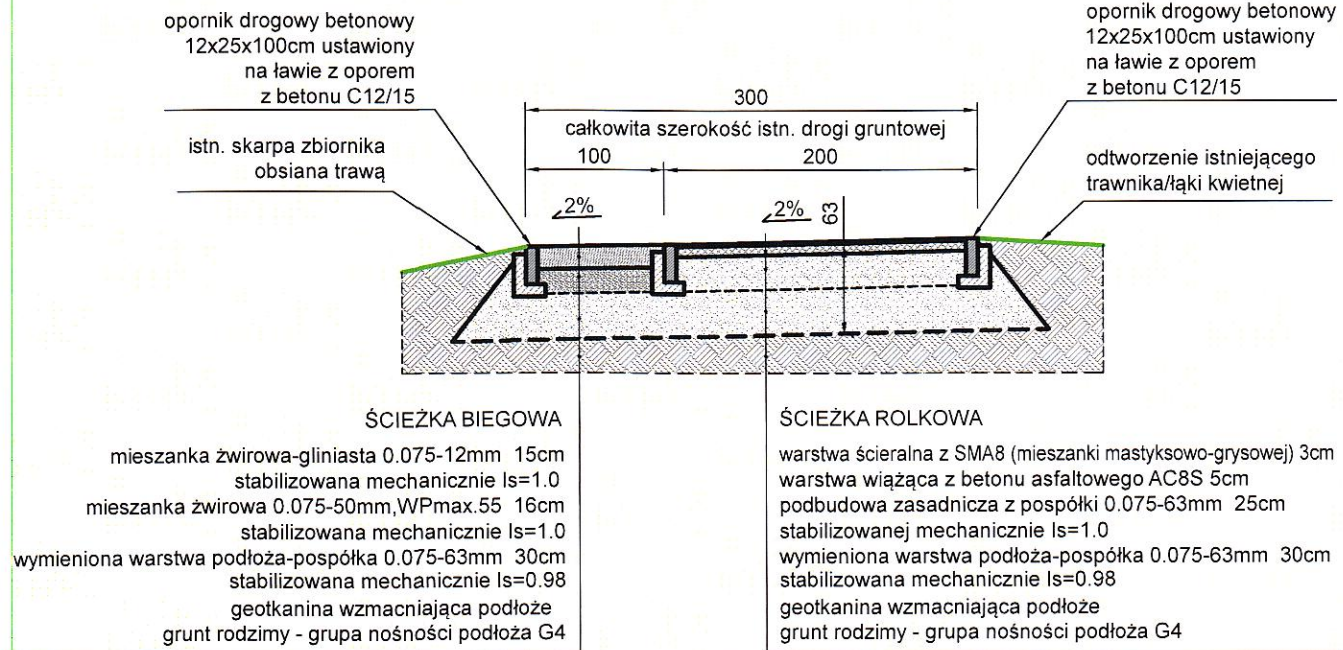 opornik drogowy betonowy
12x25x100cm ustawiony
na ławie z oporem
z betonu C12/15
opornik drogowy betonowy
12x25x100cm ustawiony
na ławie z oporem
z betonu C12/15
300
całkowita szerokość istn. drogi gruntowej
istn. skarpa zbiornika
obsiana trawą
100
200
odtworzenie istniejącego
trawnika/łąki kwietnej
2%
2%
63
ŚCIEŻKA BIEGOWA
mieszanka żwirowa-gliniasta 0.075-12mm 15cm
stabilizowana mechanicznie Is=1.0
mieszanka żwirowa 0.075-50mm,WPmax.55 16cm
stabilizowana mechanicznie Is=1.0
wymieniona warstwa podłoża-pospółka 0.075-63mm 30cm
stabilizowana mechanicznie Is=0.98
geotkanina wzmacniająca podłoże
grunt rodzimy - grupa nośności podłoża G4
ŚCIEŻKA ROLKOWA
warstwa ścieralna z SMA8 (mieszanki mastyksowo-grysowej) 3cm
warstwa wiążąca z betonu asfaltowego AC8S 5cm
podbudowa zasadnicza z pospółki 0.075-63mm 25cm
stabilizowanej mechanicznie Is=1.0
wymieniona warstwa podłoża-pospółka 0.075-63mm 30cm
stabilizowana mechanicznie Is=0.98
geotkanina wzmacniająca podłoże
grunt rodzimy - grupa nośności podłoża G4